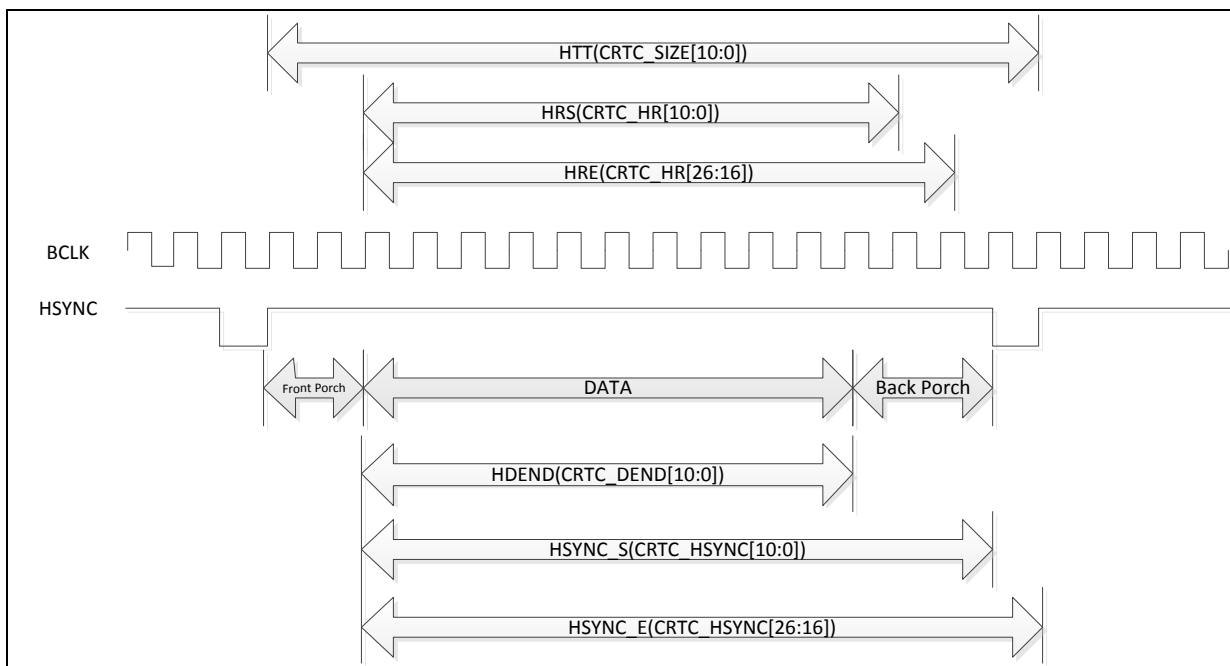 HTT(CRTC_SIZE[10:0])
HRS(CRTC_HR[10:0])
HRE(CRTC_HR[26:16])
BCLK
HSYNC
Front Porch
DATA
Back Porch
HDEND(CRTC_DEND[10:0])
HSYNC_S(CRTC_HSYNC[10:0])
HSYNC_E(CRTC_HSYNC[26:16])